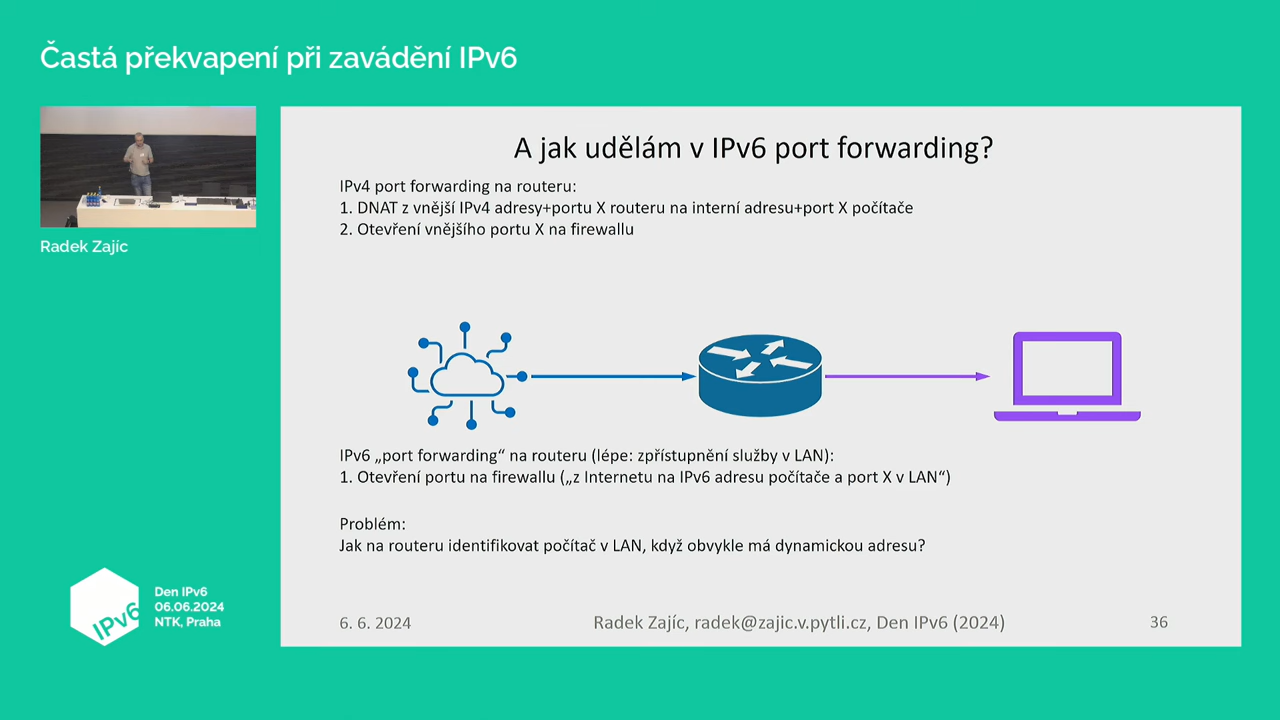 Častá překvapení při zavádění IPv6
Radek Zajíc
A jak udělám v IPv6 port forwarding?
IPv4 port forwarding na routeru:
1. DNAT z vnější IPv4 adresy+portu X routeru na interní adresu+port X počítače
2. Otevření vnějšího portu X na firewallu
IPv6 „port forwarding“ na routeru (lépe: zpřístupnění služby v LAN):
1. Otevření portu na firewallu („z Internetu na IPv6 adresu počítače a port X v LAN“)
Problém:
Jak na routeru identifikovat počítač v LAN, když obvykle má dynamickou adresu?
6. 6. 2024
Radek Zajíc, radek@zajic.v.pytli.cz, Den IPv6 (2024)
36
IPv6
Den IPv6
06.06.2024
NTK, Praha